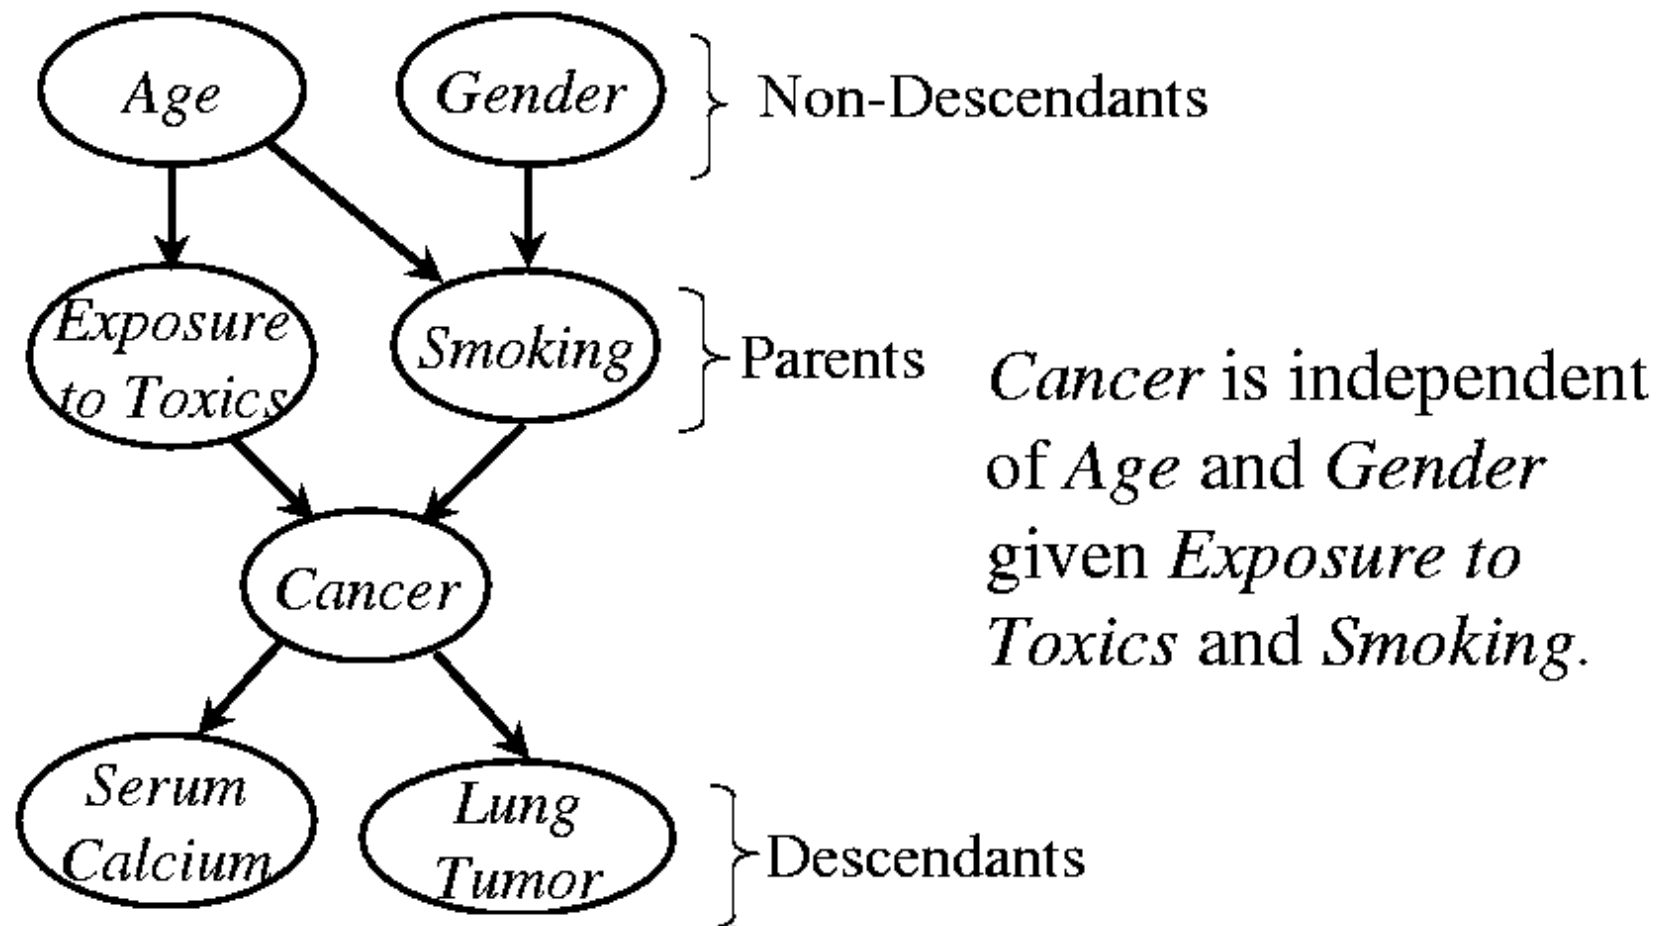 Age
Gender
Non-Descendants
Exposure
to Toxics
Smoking
Parents
Cancer is independent
of Age and Gender
given Exposure to
Toxics and Smoking.
Cancer
Serum
Calcium
Lung
Tumor
Descendants